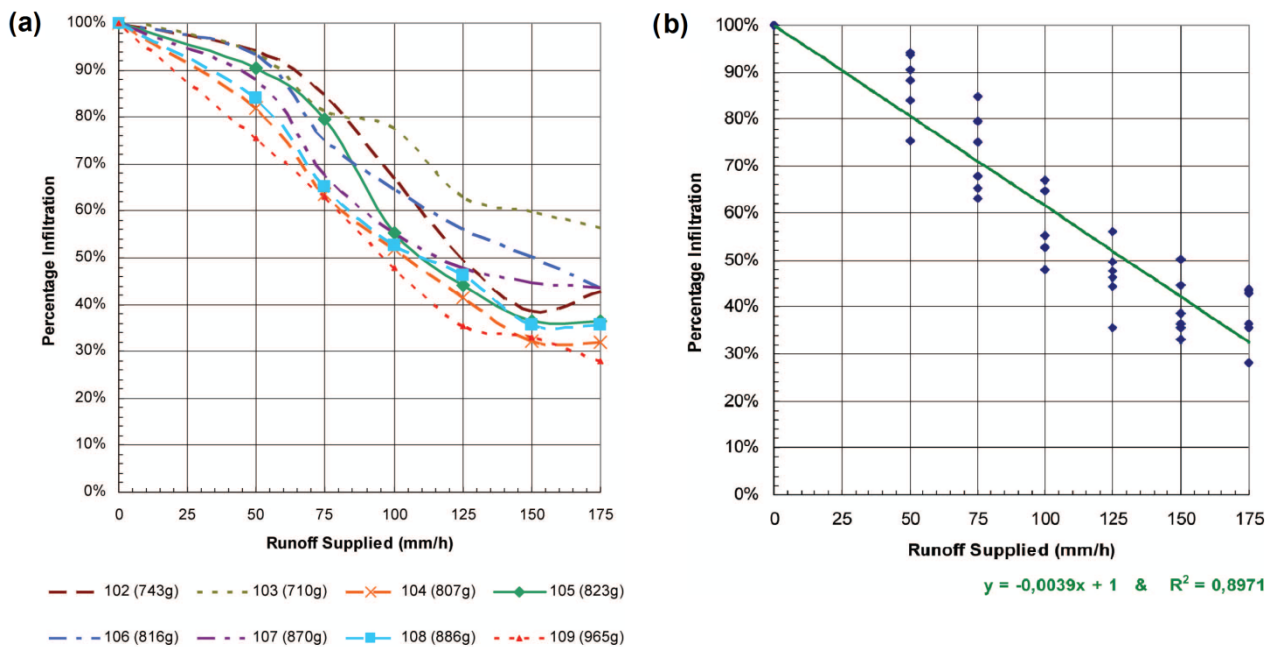 (a)
100%
90%
80%
70%
60%
50%
40%
30%
20%
10%
0%
Percentage Infiltration
0 25 50 75 100 125 150 175
Runoff Supplied (mm/h)
102 (743g) 103 (710g) 104 (807g) 105 (823g)
106 (816g) 107 (870g) 108 (886g) 109 (965g)
(b)
100%
90%
80%
70%
60%
50%
40%
30%
20%
10%
0%
Percentage Infiltration
0 25 50 75 100 125 150 175
Runoff Supplied (mm/h)
y = -0,0039x + 1 & R² = 0,8971